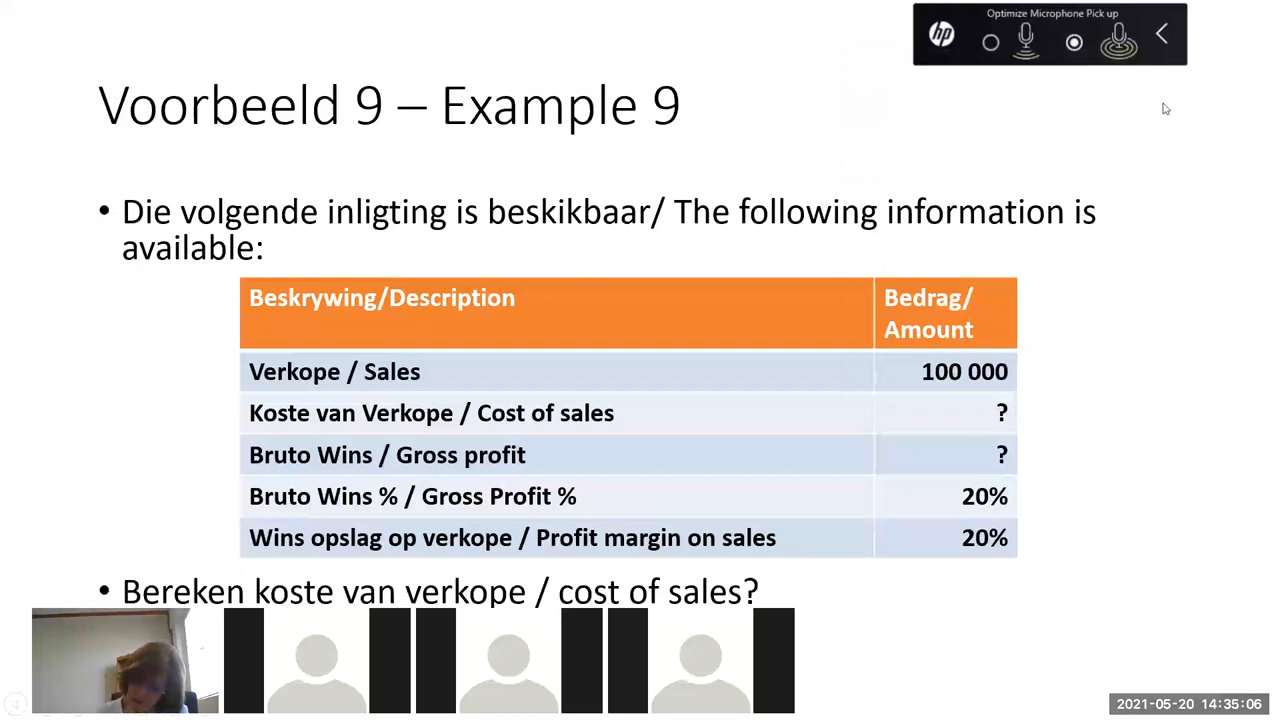 Optimize Microphone Pick up
hp
Voorbeeld 9 – Example 9
• Die volgende inligting is beskikbaar/ The following information is
available:
Beskrywing/Description Bedrag/
Amount
Verkope / Sales 100 000
Koste van Verkope / Cost of sales ?
Bruto Wins / Gross profit ?
Bruto Wins % / Gross Profit % 20%
Wins opslag op verkope / Profit margin on sales 20%
• Bereken koste van verkope / cost of sales?
2021-05-20 14:35:06